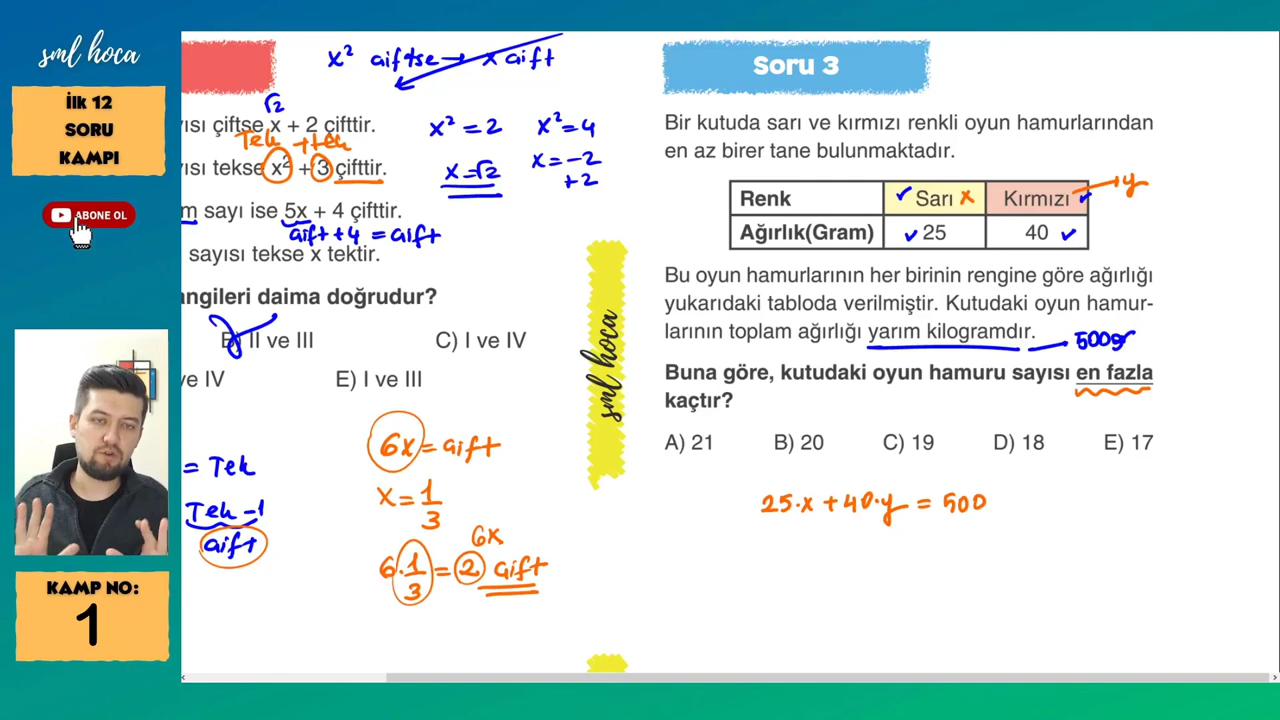 sml hoca
İlk 12
SORU
KAMPI
ABONE OL
KAMP NO:
1
x² çiftse → x çift
√2
ısı çiftse x + 2 çifttir.
Tek + tek
ısı tekse x² + 3 çifttir.
m sayı ise 5x + 4 çifttir.
çift + 4 = çift
sayısı tekse x tektir.
x² = 2
x = √2
x² = 4
x = -2
+2
angileri daima doğrudur?
B) II ve III
C) I ve IV
ve IV
E) I ve III
= Tek
Tek - 1
çift
6x = çift
x = 1/3
6x
6 · 1/3 = 2 çift
sml hoca
Soru 3
Bir kutuda sarı ve kırmızı renkli oyun hamurlarından
en az birer tane bulunmaktadır.
Renk Sarı x Kırmızı → y
Ağırlık(Gram) 25 40
Bu oyun hamurlarının her birinin rengine göre ağırlığı
yukarıdaki tabloda verilmiştir. Kutudaki oyun hamur-
larının toplam ağırlığı yarım kilogramdır. → 500gr
Buna göre, kutudaki oyun hamuru sayısı en fazla
kaçtır?
A) 21 B) 20 C) 19 D) 18 E) 17
25·x + 40·y = 500